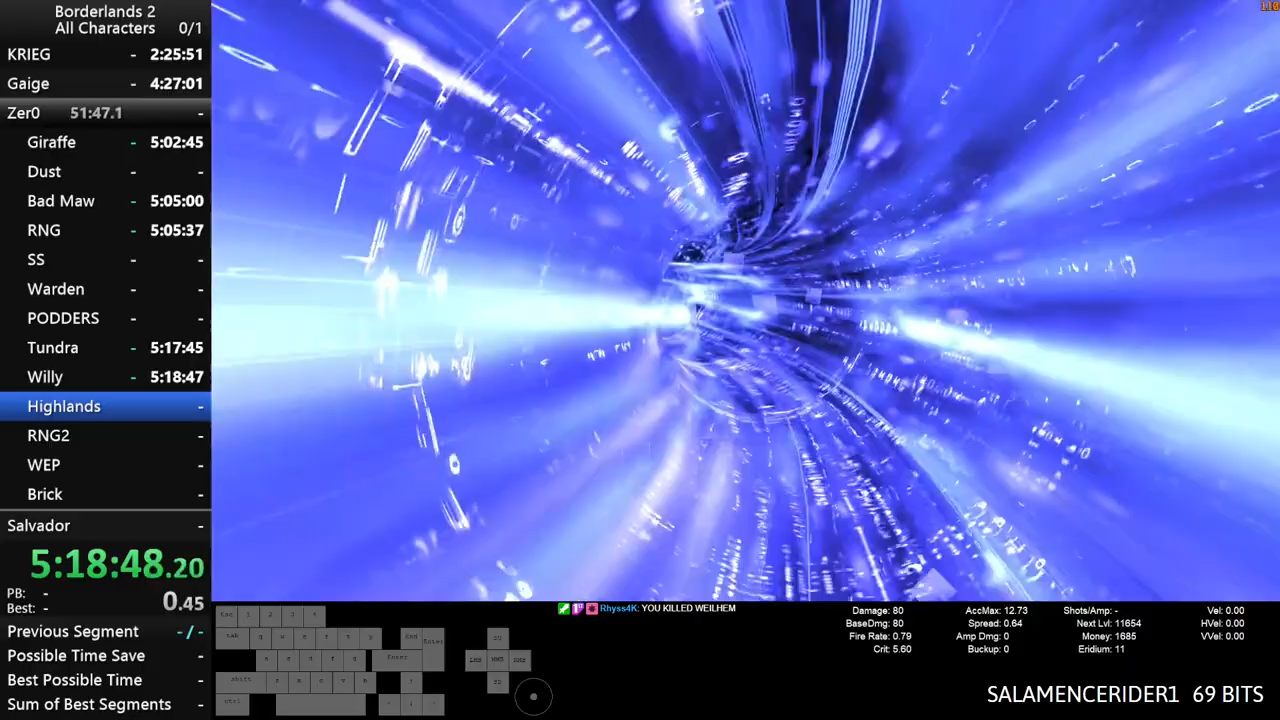 Borderlands 2
All Characters 0/1
KRIEG - 2:25:51
Gaige - 4:27:01
Zer0 51:47.1 -
Giraffe - 5:02:45
Dust - -
Bad Maw - 5:05:00
RNG - 5:05:37
SS - -
Warden - -
PODDERS - -
Tundra - 5:17:45
Willy - 5:18:47
Highlands -
RNG2 -
WEP -
Brick -
Salvador -
5:18:48.20
PB: - 0.45
Best: -
Previous Segment - / -
Possible Time Save -
Best Possible Time -
Sum of Best Segments -
110
Rhyss4K: YOU KILLED WEILHEM
Damage: 80 AccMax: 12.73 Shots/Amp: - Vel: 0.00
BaseDmg: 80 Spread: 0.64 Next Lvl: 11654 HVel: 0.00
Fire Rate: 0.79 Amp Dmg: 0 Money: 1685 VVel: 0.00
Crit: 5.60 Buckup: 0 Eridium: 11
SALAMENCERIDER1 69 BITS